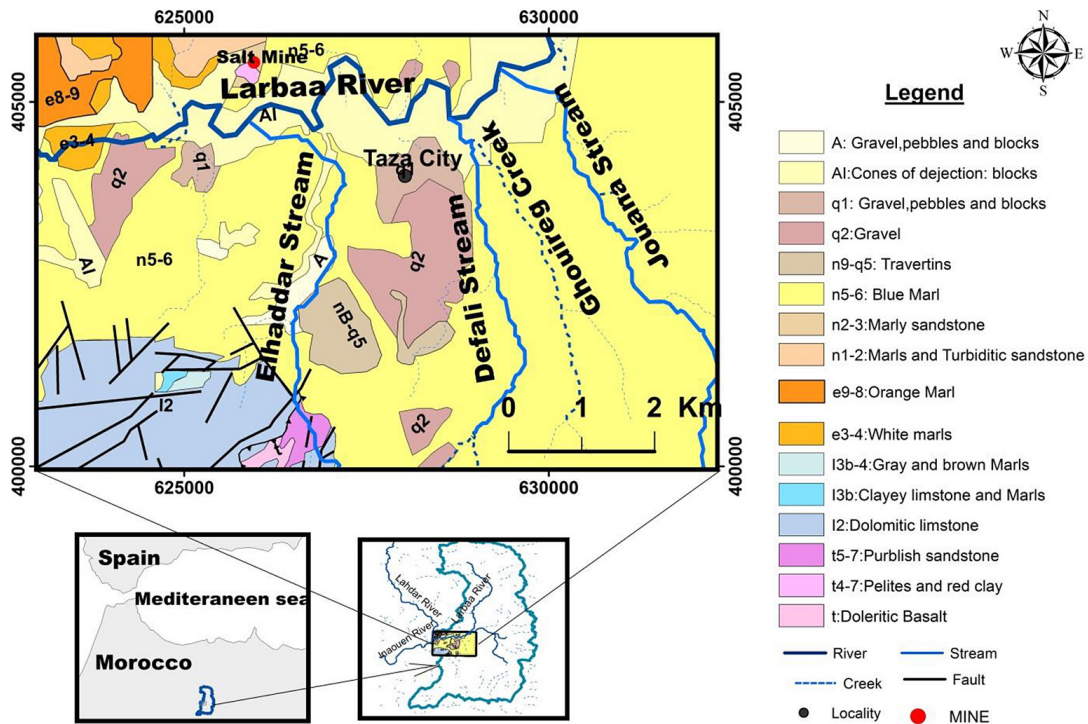 625000
630000
N
W
E
S
405000
405000
400000
400000
625000
630000
Salt Mine
n5-6
Larbaa River
e8-9
Al
e3-4
q1
q2
Taza City
Al
n5-6
A
q2
nB-q5
l2
q2
Elhaddar Stream
Defali Stream
Ghouireg Creek
Jouana Stream
0 1 2 Km
Legend
A: Gravel,pebbles and blocks
Al:Cones of dejection: blocks
q1: Gravel,pebbles and blocks
q2:Gravel
n9-q5: Travertins
n5-6: Blue Marl
n2-3:Marly sandstone
n1-2:Marls and Turbiditic sandstone
e9-8:Orange Marl
e3-4:White marls
l3b-4:Gray and brown Marls
l3b:Clayey limstone and Marls
l2:Dolomitic limstone
t5-7:Purblish sandstone
t4-7:Pelites and red clay
t:Doleritic Basalt
River
Stream
Creek
Fault
Locality
MINE
Spain
Mediteraneen sea
Morocco
Lahdar River
Larbaa River
Inaouen River